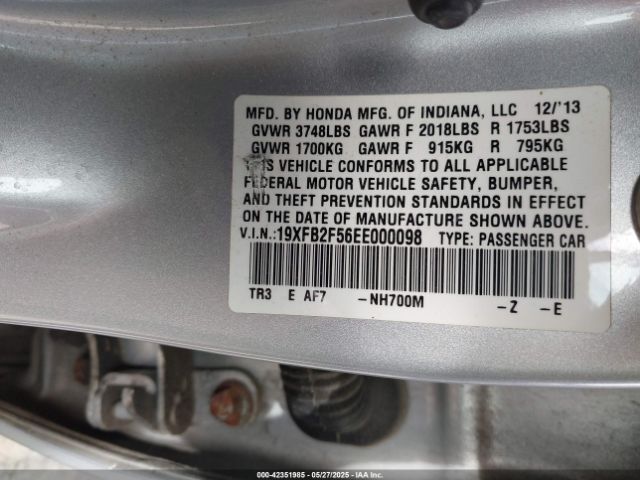 MFD. BY HONDA MFG. OF INDIANA, LLC 12/'13
GVWR 3748LBS GAWR F 2018LBS R 1753LBS
GVWR 1700KG GAWR F 915KG R 795KG
THIS VEHICLE CONFORMS TO ALL APPLICABLE
FEDERAL MOTOR VEHICLE SAFETY, BUMPER,
AND THEFT PREVENTION STANDARDS IN EFFECT
ON THE DATE OF MANUFACTURE SHOWN ABOVE.
V.I.N.:19XFB2F56EE000098 TYPE: PASSENGER CAR
TR3 E AF7 -NH700M -Z -E
000-42351985 05/27/2025 IAAI.COM